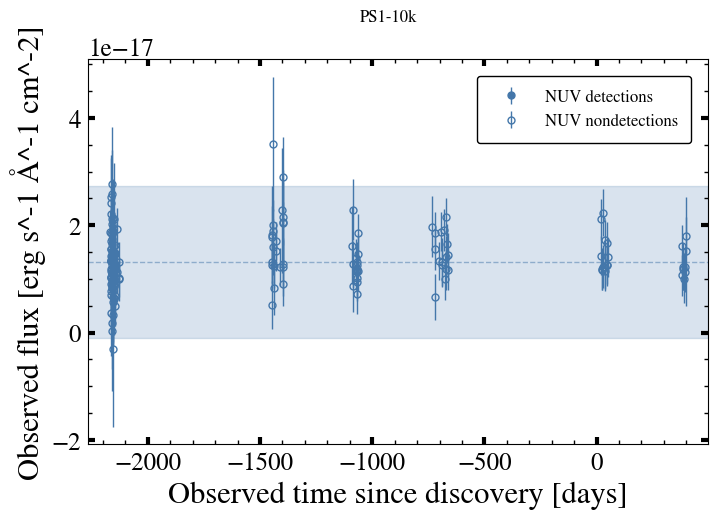 PS1-10k
1e−17
Observed flux [erg s^-1 Å^-1 cm^-2]
4
2
0
−2
NUV detections
NUV nondetections
−2000 −1500 −1000 −500 0
Observed time since discovery [days]